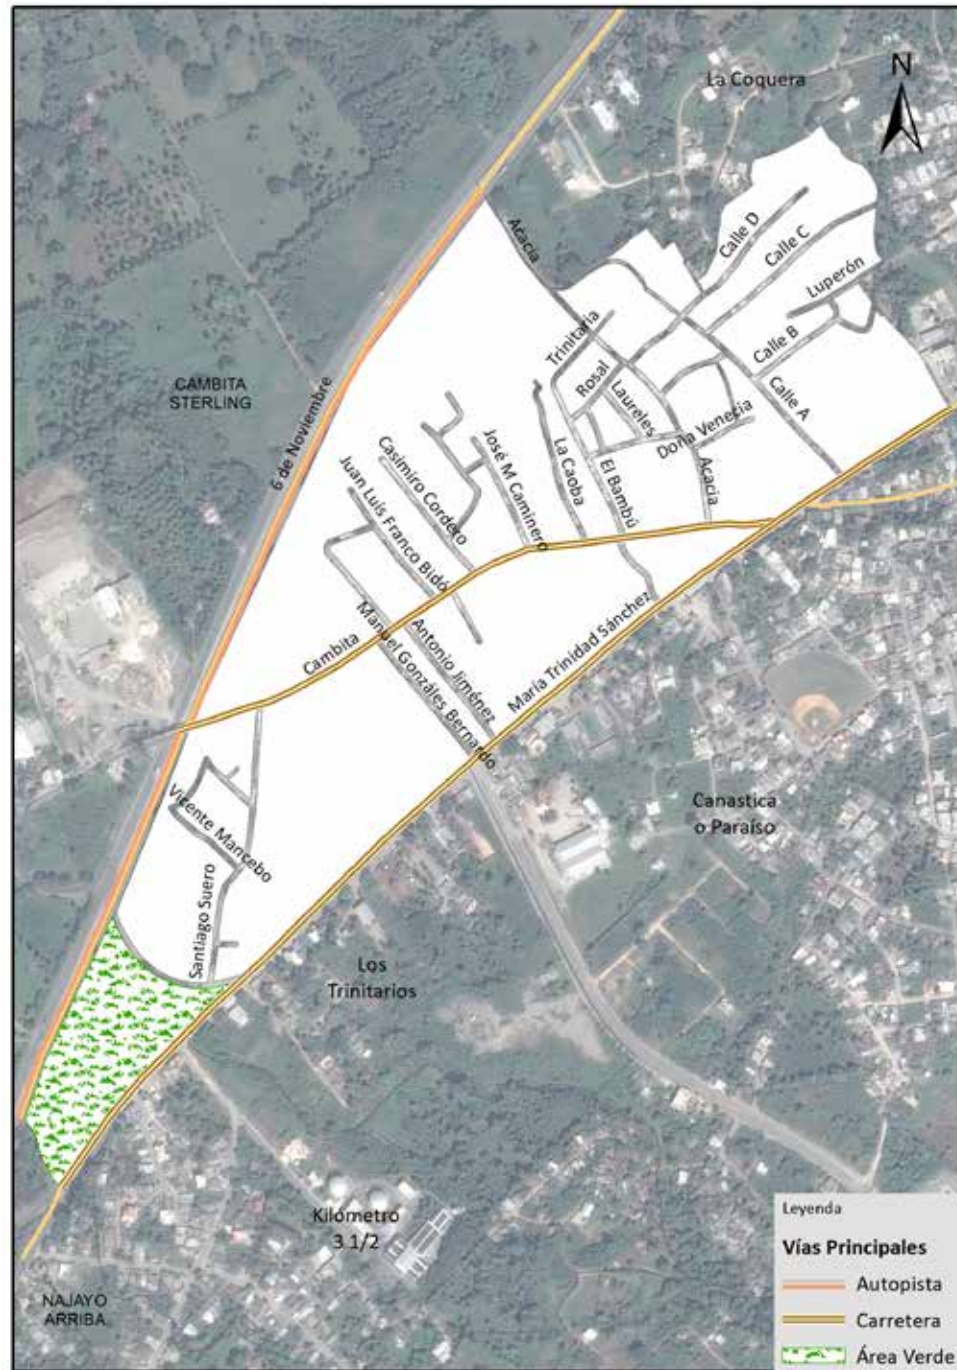 La Coquera
N
Acacia
Calle D
Calle C
Luperón
Trinitaria
Calle B
Rosal
CAMBITA
STERLING
6 de Noviembre
Laureles
Calle A
Doña Venecia
José M Caminero
Casimiro Cordero
La Caoba
El Bambú
Acacia
Juan Luis Franco Bidó
Manuel Gonzáles Bernardo
Antonio Jiménez
María Trinidad Sánchez
Cambita
Vicente Mancebo
Canastica
o Paraíso
Santiago Suero
Los
Trinitarios
Kilómetro
3 1/2
NAJAYO
ARRIBA
Leyenda
Vías Principales
Autopista
Carretera
Área Verde